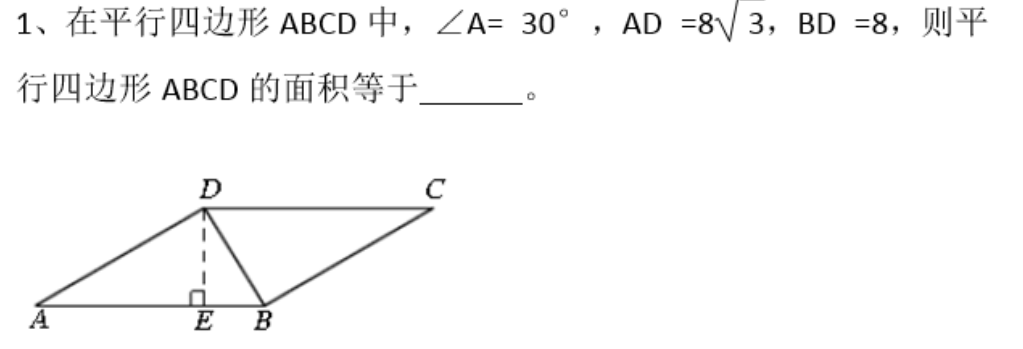 1、在平行四边形 ABCD 中，∠A= 30°，AD =8√3，BD =8，则平
行四边形 ABCD 的面积等于______。
D C
A E B